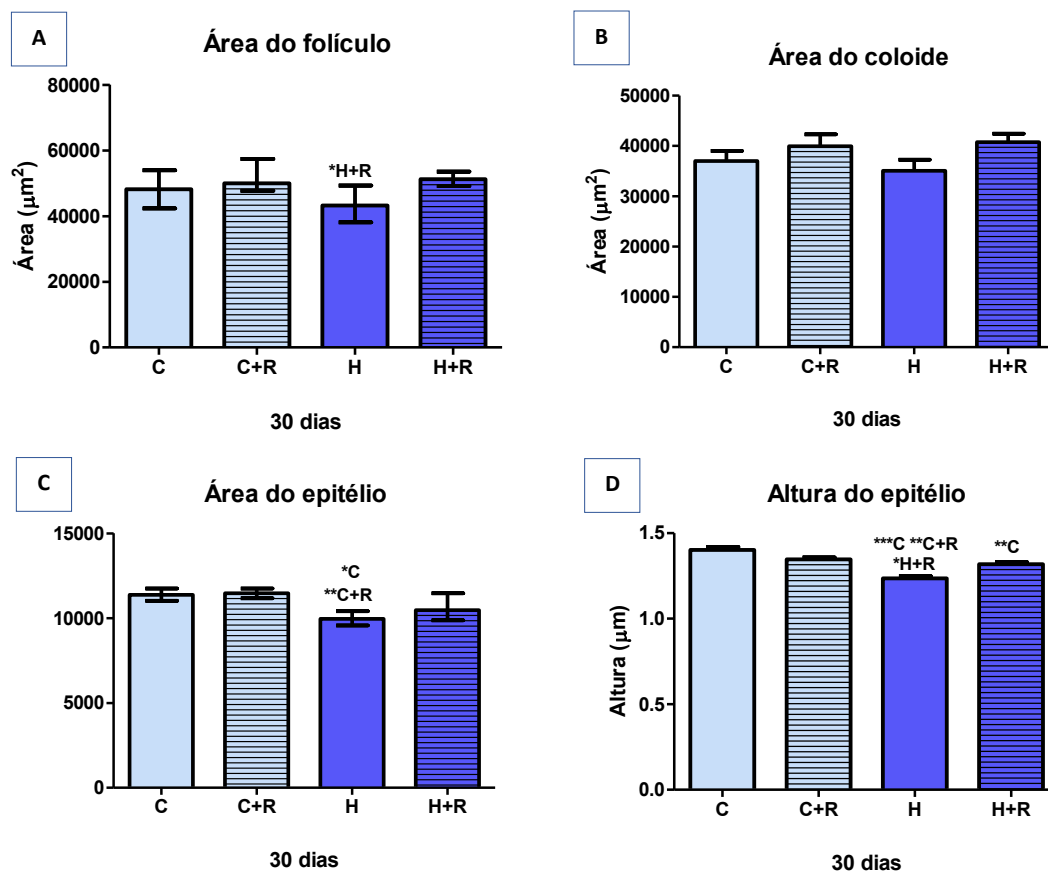 A
Área do folículo
80000
60000
40000
20000
0
Área (μm²)
*H+R
C C+R H H+R
30 dias
B
Área do coloide
50000
40000
30000
20000
10000
0
Área (μm²)
C C+R H H+R
30 dias
C
Área do epitélio
15000
10000
5000
0
*C
**C+R
C C+R H H+R
30 dias
D
Altura do epitélio
1.5
1.0
0.5
0.0
Altura (μm)
***C **C+R
*H+R
**C
C C+R H H+R
30 dias